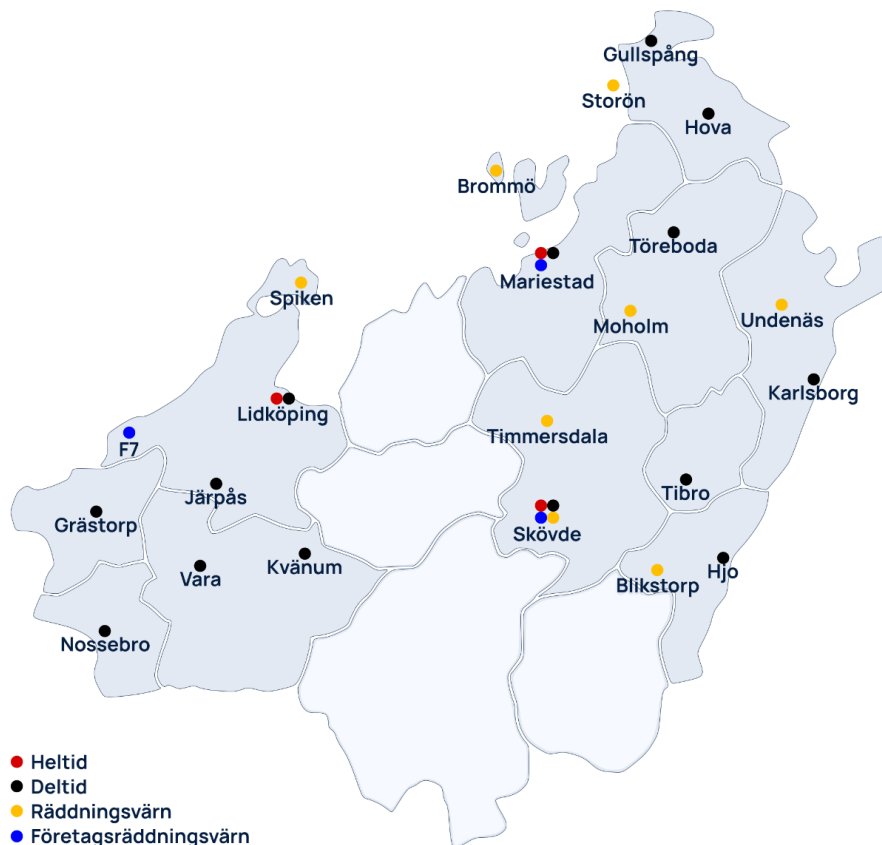 Gullspång
Storön
Hova
Brommö
Töreboda
Mariestad
Spiken
Moholm
Undenäs
Karlsborg
Lidköping
Timmersdala
F7
Järpås
Tibro
Grästorp
Skövde
Kvänum
Vara
Hjo
Blikstorp
Nossebro
Heltid
Deltid
Räddningsvärn
Företagsräddningsvärn